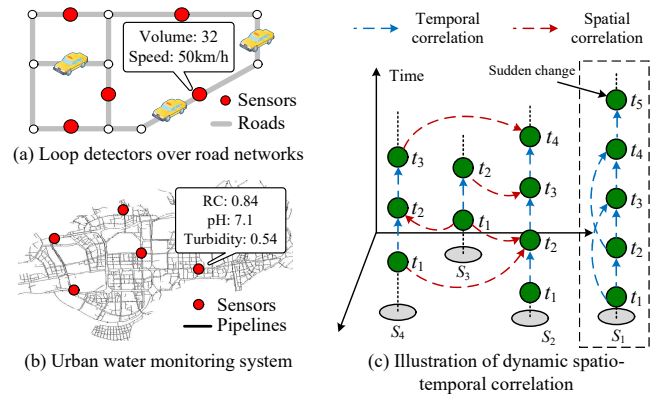 Volume: 32
Speed: 50km/h
Sensors
Roads
(a) Loop detectors over road networks
RC: 0.84
pH: 7.1
Turbidity: 0.54
Sensors
Pipelines
(b) Urban water monitoring system
Temporal
correlation
Spatial
correlation
Time
Sudden change
t3
t2
t1
S4
t2
t1
S3
t4
t3
t2
t1
S2
t5
t4
t3
t2
t1
S1
(c) Illustration of dynamic spatio-
temporal correlation